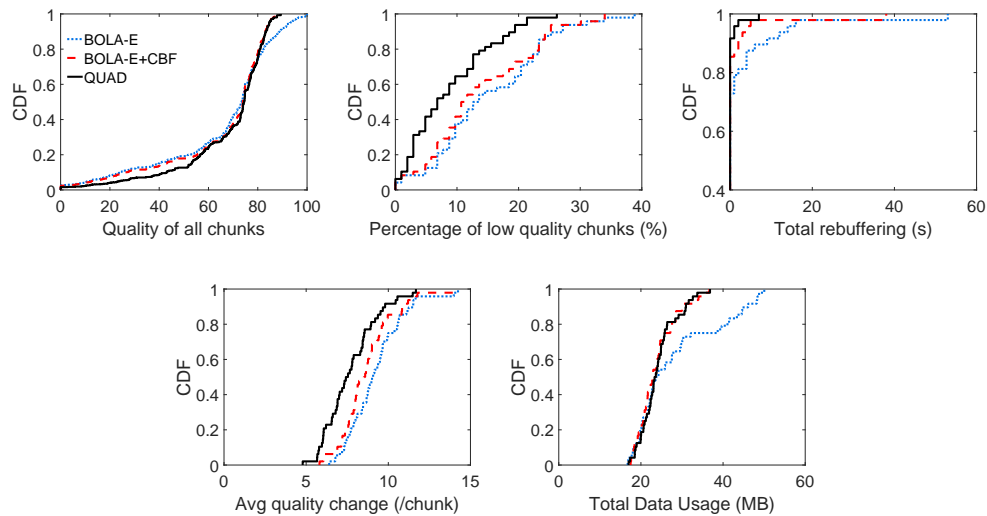 1
0.8
0.6
0.4
0.2
0
CDF
BOLA-E
BOLA-E+CBF
QUAD
0 20 40 60 80 100
Quality of all chunks
1
0.8
0.6
0.4
0.2
0
CDF
0 10 20 30 40
Percentage of low quality chunks (%)
1
0.8
0.6
0.4
CDF
0 20 40 60
Total rebuffering (s)
1
0.8
0.6
0.4
0.2
0
CDF
0 5 10 15
Avg quality change (/chunk)
1
0.8
0.6
0.4
0.2
0
CDF
0 20 40 60
Total Data Usage (MB)